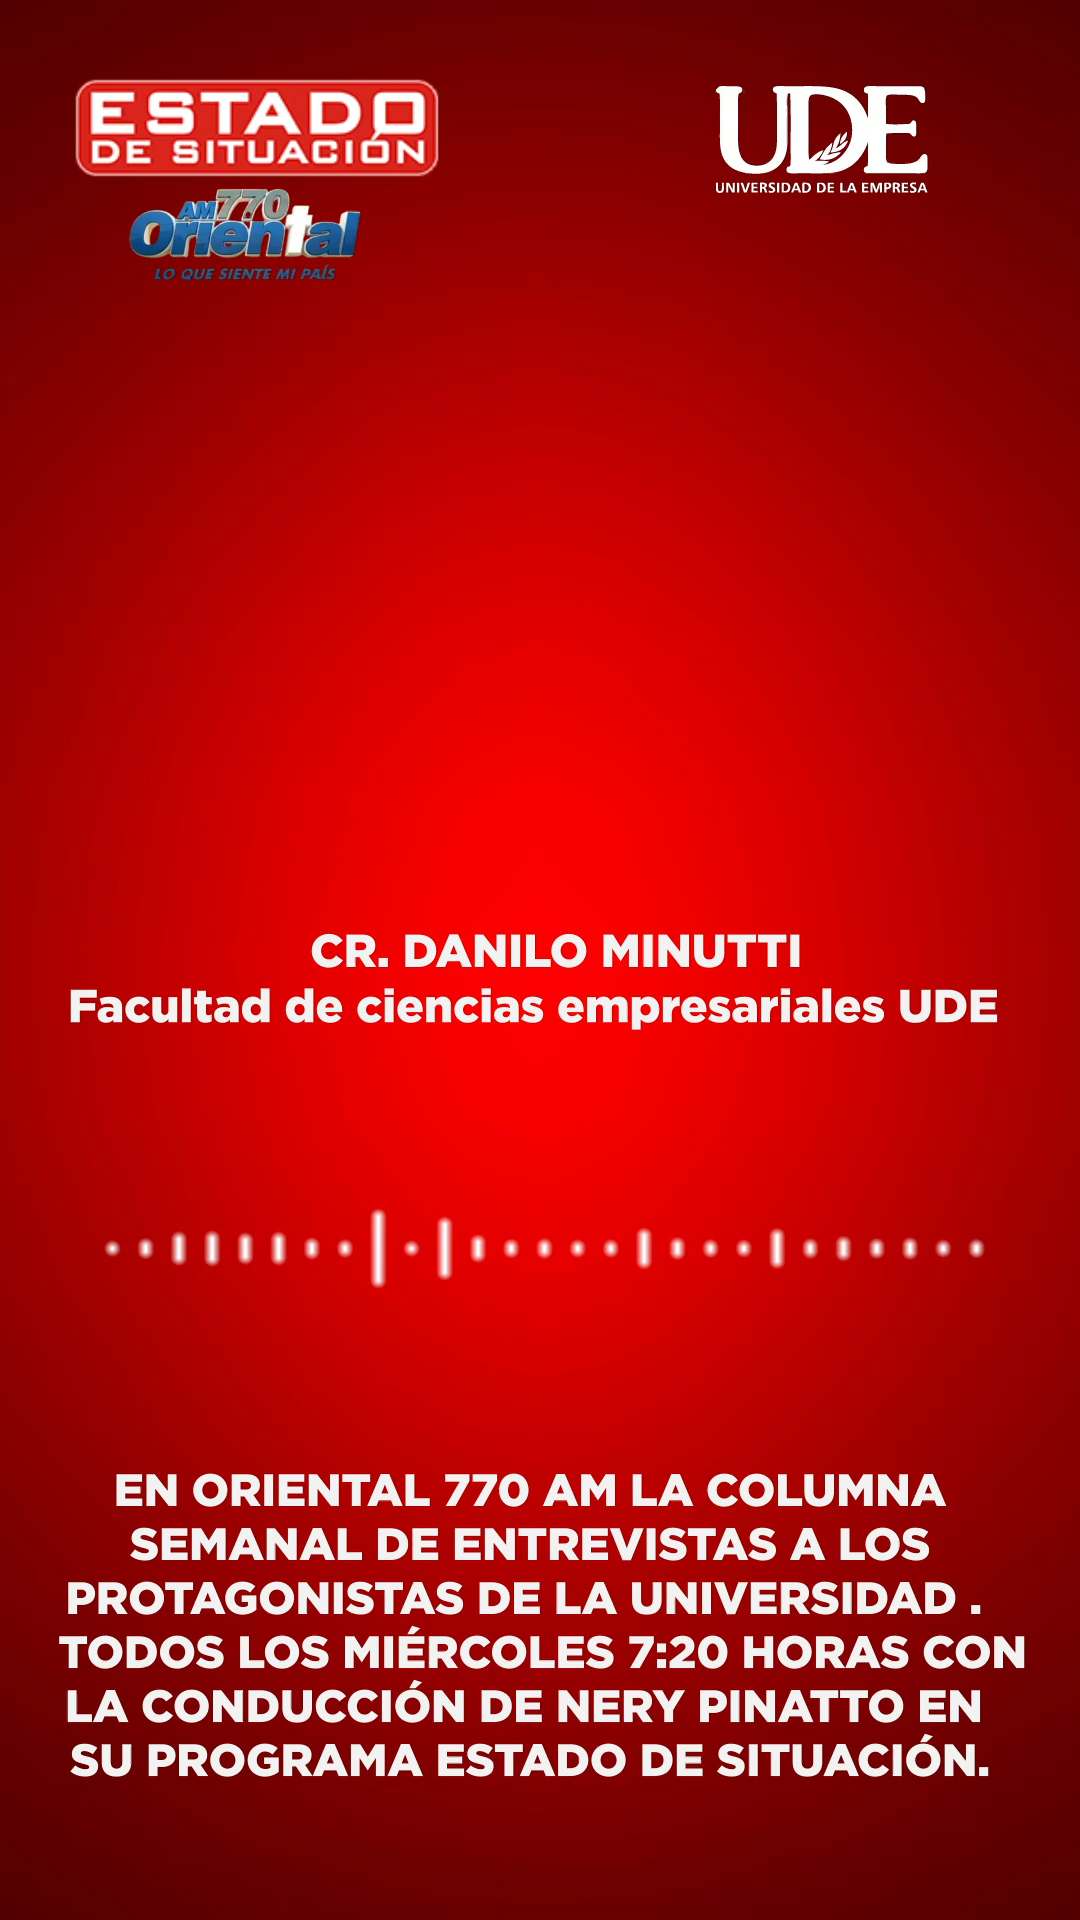 ESTADO
DE SITUACIÓN
AM 770
Oriental
LO QUE SIENTE MI PAÍS
UDE
UNIVERSIDAD DE LA EMPRESA
CR. DANILO MINUTTI
Facultad de ciencias empresariales UDE
EN ORIENTAL 770 AM LA COLUMNA
SEMANAL DE ENTREVISTAS A LOS
PROTAGONISTAS DE LA UNIVERSIDAD .
TODOS LOS MIÉRCOLES 7:20 HORAS CON
LA CONDUCCIÓN DE NERY PINATTO EN
SU PROGRAMA ESTADO DE SITUACIÓN.